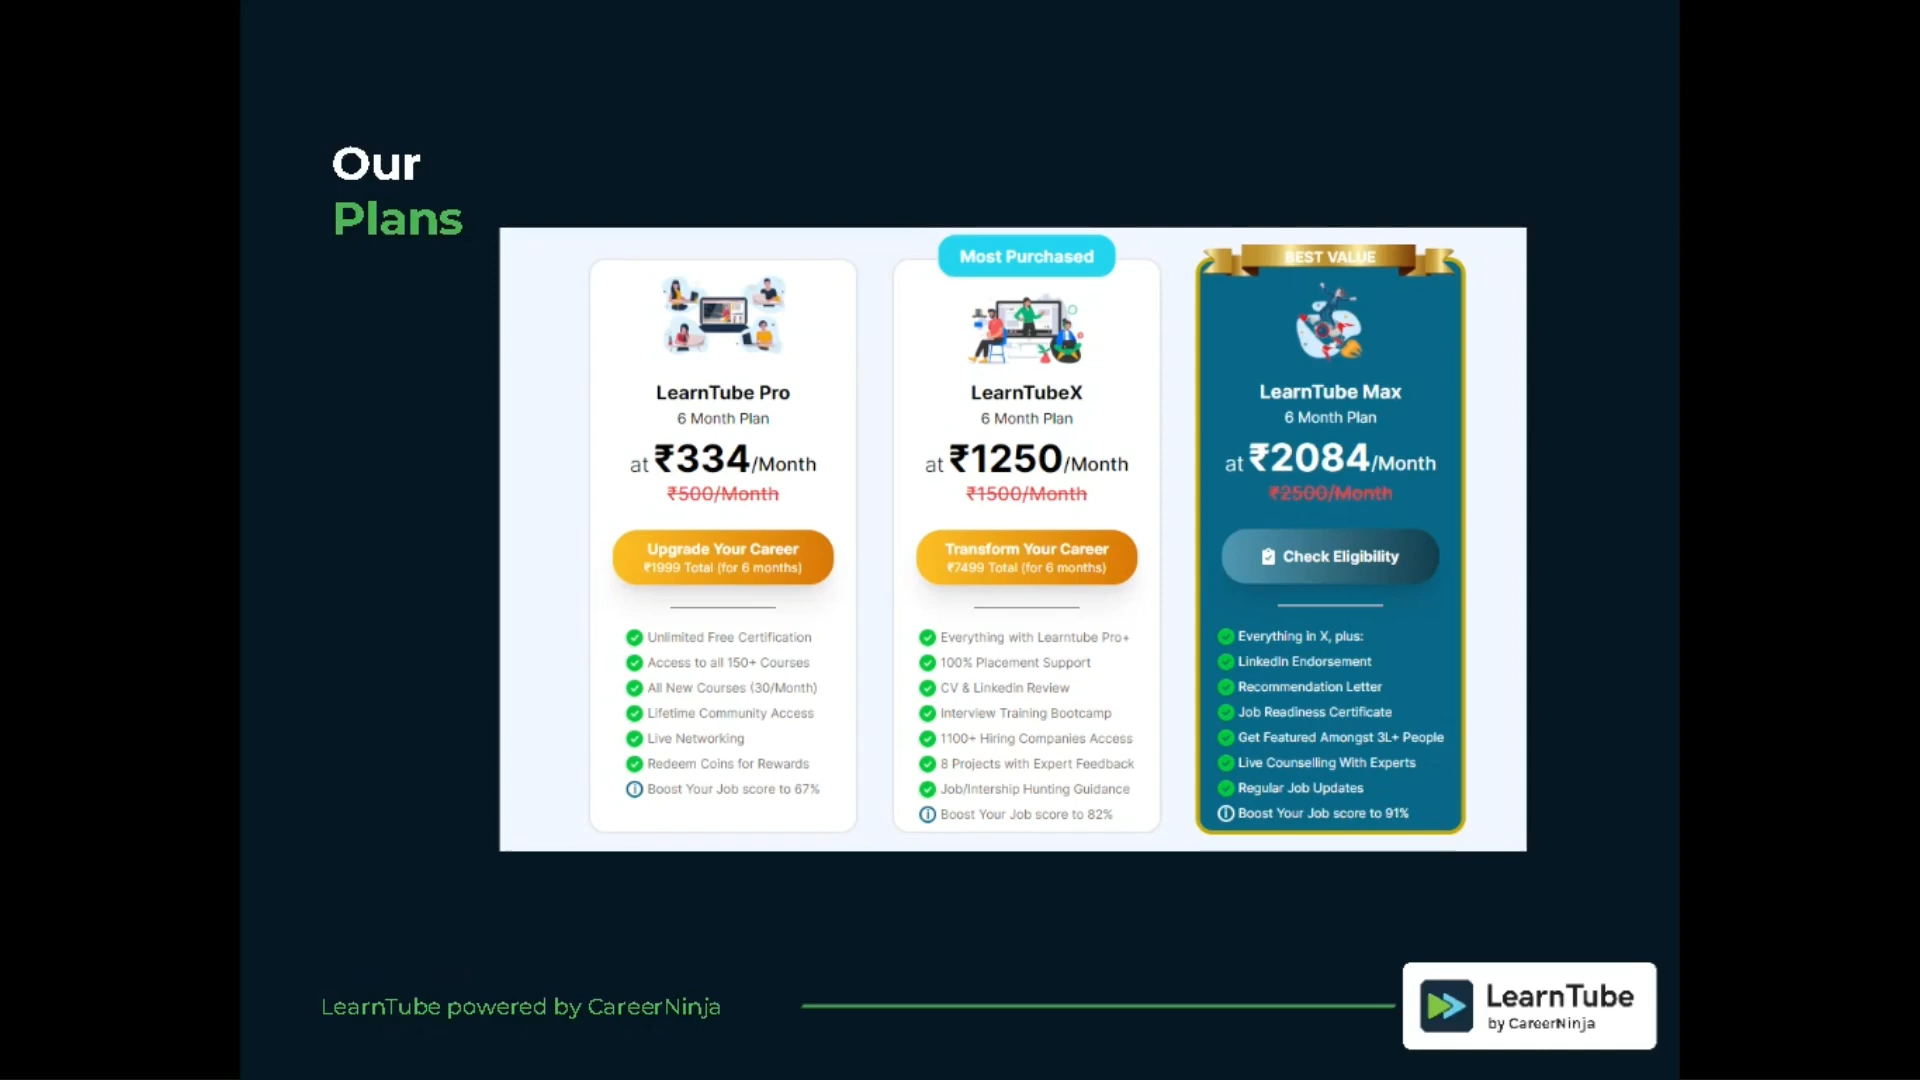 Our
Plans
LearnTube Pro
6 Month Plan
at ₹334/Month
₹500/Month
Upgrade Your Career
₹1999 Total (for 6 months)
Unlimited Free Certification
Access to all 150+ Courses
All New Courses (30/Month)
Lifetime Community Access
Live Networking
Redeem Coins for Rewards
Boost Your Job score to 67%
Most Purchased
LearnTubeX
6 Month Plan
at ₹1250/Month
₹1500/Month
Transform Your Career
₹7499 Total (for 6 months)
Everything with Learntube Pro+
100% Placement Support
CV & LinkedIn Review
Interview Training Bootcamp
1100+ Hiring Companies Access
8 Projects with Expert Feedback
Job/Intership Hunting Guidance
Boost Your Job score to 82%
BEST VALUE
LearnTube Max
6 Month Plan
at ₹2084/Month
₹2500/Month
Check Eligibility
Everything in X, plus:
LinkedIn Endorsement
Recommendation Letter
Job Readiness Certificate
Get Featured Amongst 3L+ People
Live Counselling With Experts
Regular Job Updates
Boost Your Job score to 91%
LearnTube powered by CareerNinja
LearnTube
by CareerNinja